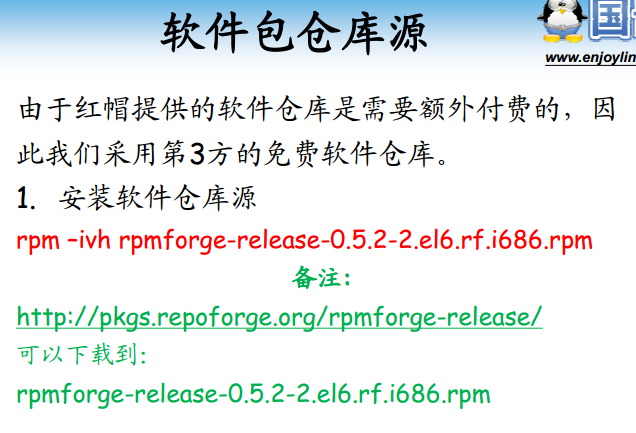 软件包仓库源
国
www.enjoylin
由于红帽提供的软件仓库是需要额外付费的，因
此我们采用第3方的免费软件仓库。
1. 安装软件仓库源
rpm –ivh rpmforge-release-0.5.2-2.el6.rf.i686.rpm
备注：
http://pkgs.repoforge.org/rpmforge-release/
可以下载到：
rpmforge-release-0.5.2-2.el6.rf.i686.rpm